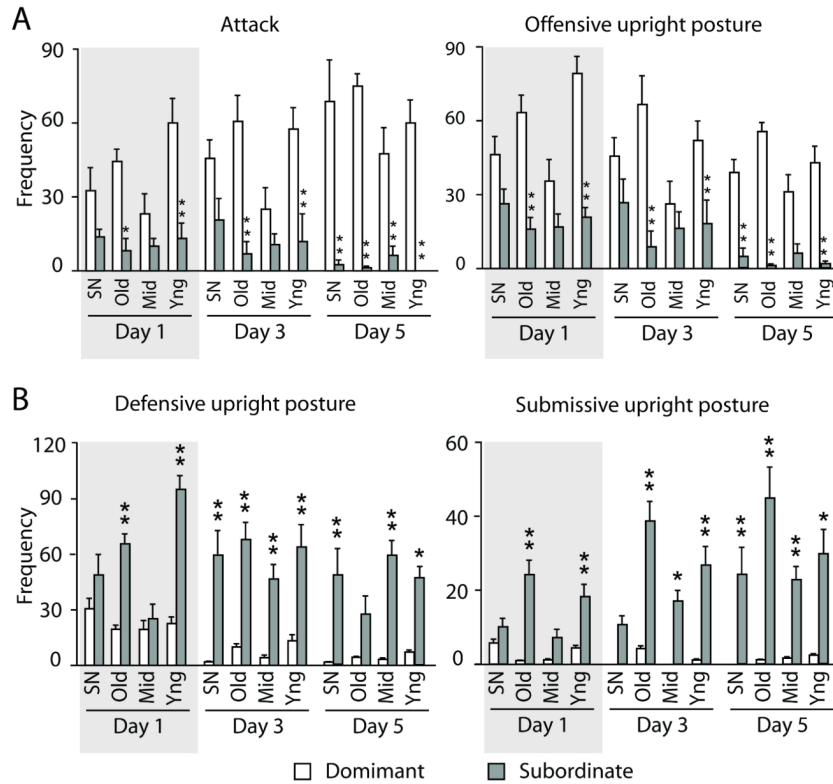 A
Attack
Offensive upright posture
Frequency
90
60
30
0
* * * * * * * * * * * * * * *
SN Old Mid Yng SN Old Mid Yng SN Old Mid Yng
Day 1 Day 3 Day 5
90
60
30
0
* * * * * * * * * * * * * *
SN Old Mid Yng SN Old Mid Yng SN Old Mid Yng
Day 1 Day 3 Day 5
B
Defensive upright posture
Submissive upright posture
Frequency
120
90
60
30
0
* * * * * * * * * * * * * * * * *
SN Old Mid Yng SN Old Mid Yng SN Old Mid Yng
Day 1 Day 3 Day 5
60
40
20
0
* * * * * * * * * * * * * * * * *
SN Old Mid Yng SN Old Mid Yng SN Old Mid Yng
Day 1 Day 3 Day 5
Domimant Subordinate